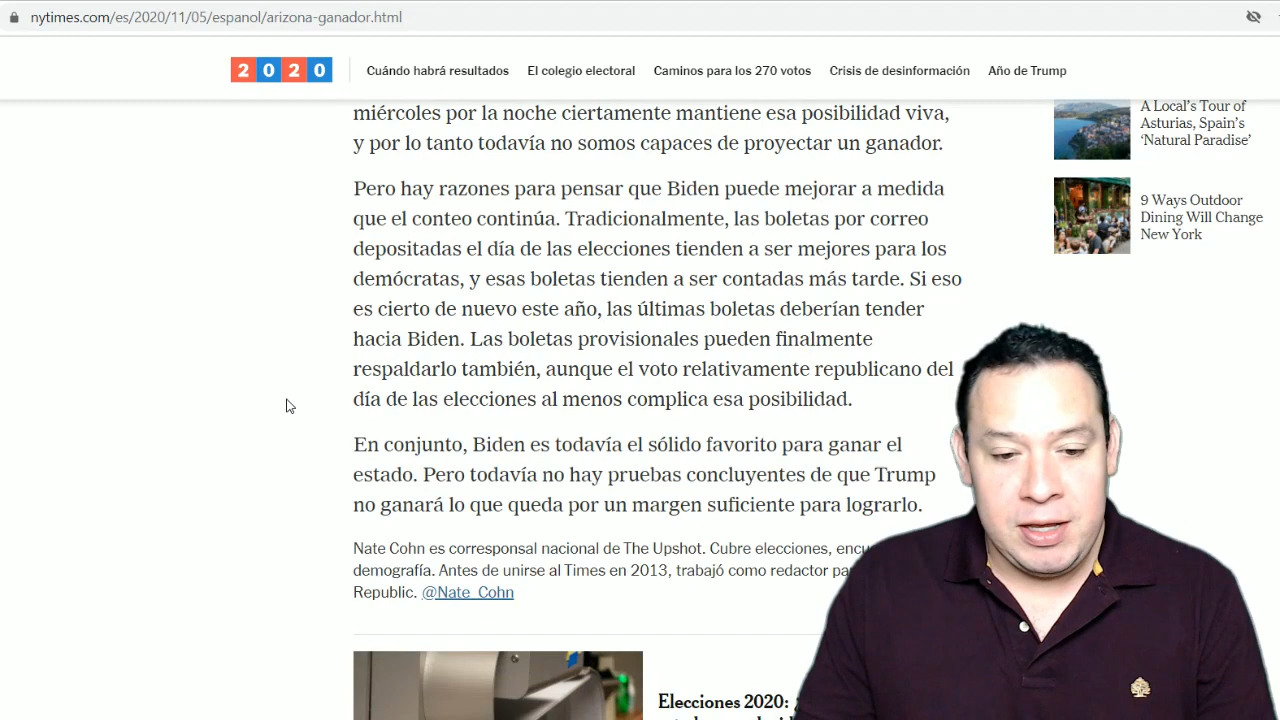 nytimes.com/es/2020/11/05/espanol/arizona-ganador.html
2020
Cuándo habrá resultados El colegio electoral Caminos para los 270 votos Crisis de desinformación Año de Trump
miércoles por la noche ciertamente mantiene esa posibilidad viva,
y por lo tanto todavía no somos capaces de proyectar un ganador.
Pero hay razones para pensar que Biden puede mejorar a medida
que el conteo continúa. Tradicionalmente, las boletas por correo
depositadas el día de las elecciones tienden a ser mejores para los
demócratas, y esas boletas tienden a ser contadas más tarde. Si eso
es cierto de nuevo este año, las últimas boletas deberían tender
hacia Biden. Las boletas provisionales pueden finalmente
respaldarlo también, aunque el voto relativamente republicano del
día de las elecciones al menos complica esa posibilidad.
En conjunto, Biden es todavía el sólido favorito para ganar el
estado. Pero todavía no hay pruebas concluyentes de que Trump
no ganará lo que queda por un margen suficiente para lograrlo.
Nate Cohn es corresponsal nacional de The Upshot. Cubre elecciones,
demografía. Antes de unirse al Times en 2013, trabajó como redactor
Republic. @Nate_Cohn
Elecciones 2020:
A Local's Tour of
Asturias, Spain's
‘Natural Paradise’
9 Ways Outdoor
Dining Will Change
New York